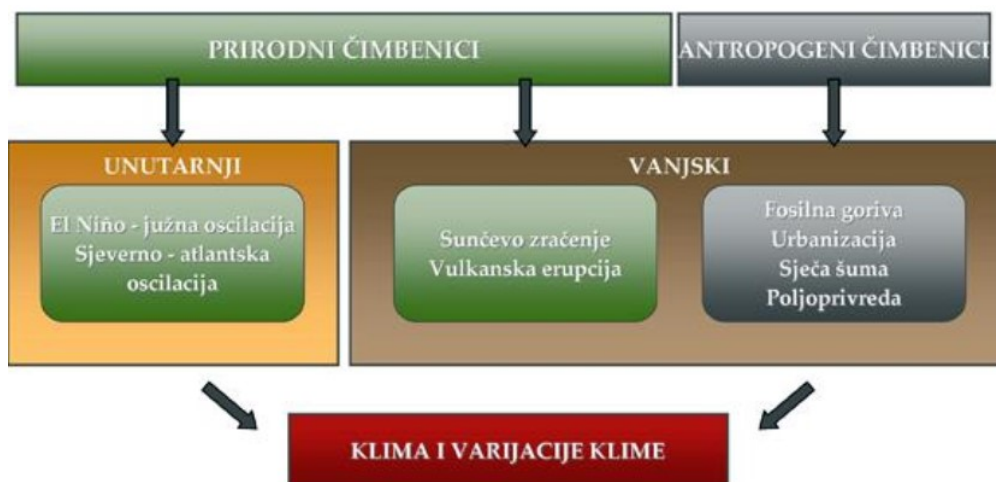 PRIRODNI ČIMBENICI
ANTROPOGENI ČIMBENICI
UNUTARNJI
El Niño - južna oscilacija
Sjeverno - atlantska
oscilacija
VANJSKI
Sunčevo zračenje
Vulkanska erupcija
Fosilna goriva
Urbanizacija
Sječa šuma
Poljoprivreda
KLIMA I VARIJACIJE KLIME